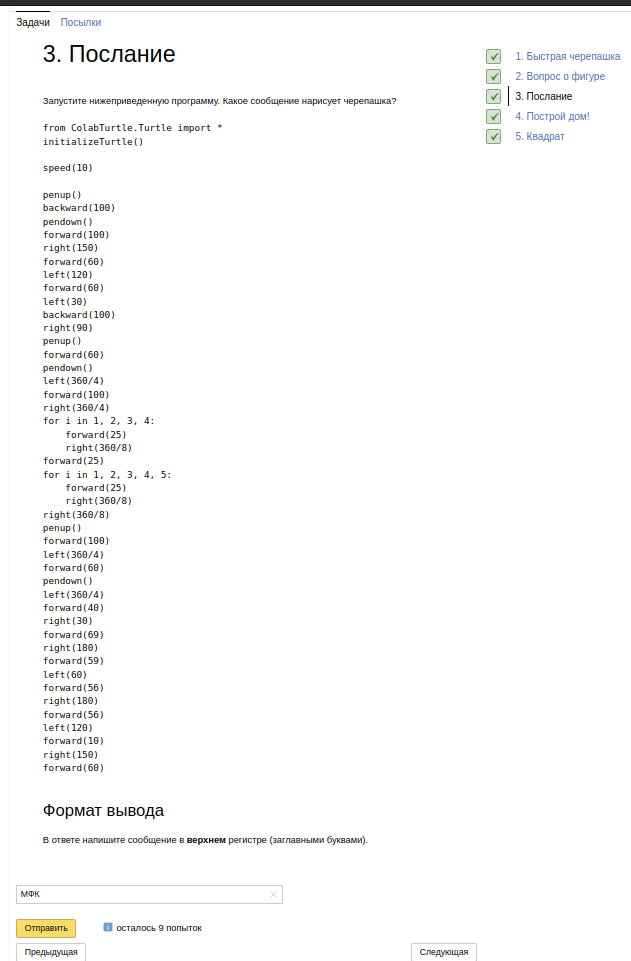 Задачи Посылки
3. Послание
1. Быстрая черепашка
2. Вопрос о фигуре
3. Послание
4. Построй дом!
5. Квадрат
Запустите нижеприведенную программу. Какое сообщение нарисует черепашка?
from ColabTurtle.Turtle import *
initializeTurtle()
speed(10)
penup()
backward(100)
pendown()
forward(100)
right(150)
forward(60)
left(120)
forward(60)
left(30)
backward(100)
right(90)
penup()
forward(60)
pendown()
left(360/4)
forward(100)
right(360/4)
for i in 1, 2, 3, 4:
    forward(25)
    right(360/8)
forward(25)
for i in 1, 2, 3, 4, 5:
    forward(25)
    right(360/8)
right(360/8)
penup()
forward(100)
left(360/4)
forward(60)
pendown()
left(360/4)
forward(40)
right(30)
forward(69)
right(180)
forward(59)
left(60)
forward(56)
right(180)
forward(56)
left(120)
forward(10)
right(150)
forward(60)
Формат вывода
В ответе напишите сообщение в верхнем регистре (заглавными буквами).
МФК
Отправить осталось 9 попыток
Предыдущая Следующая